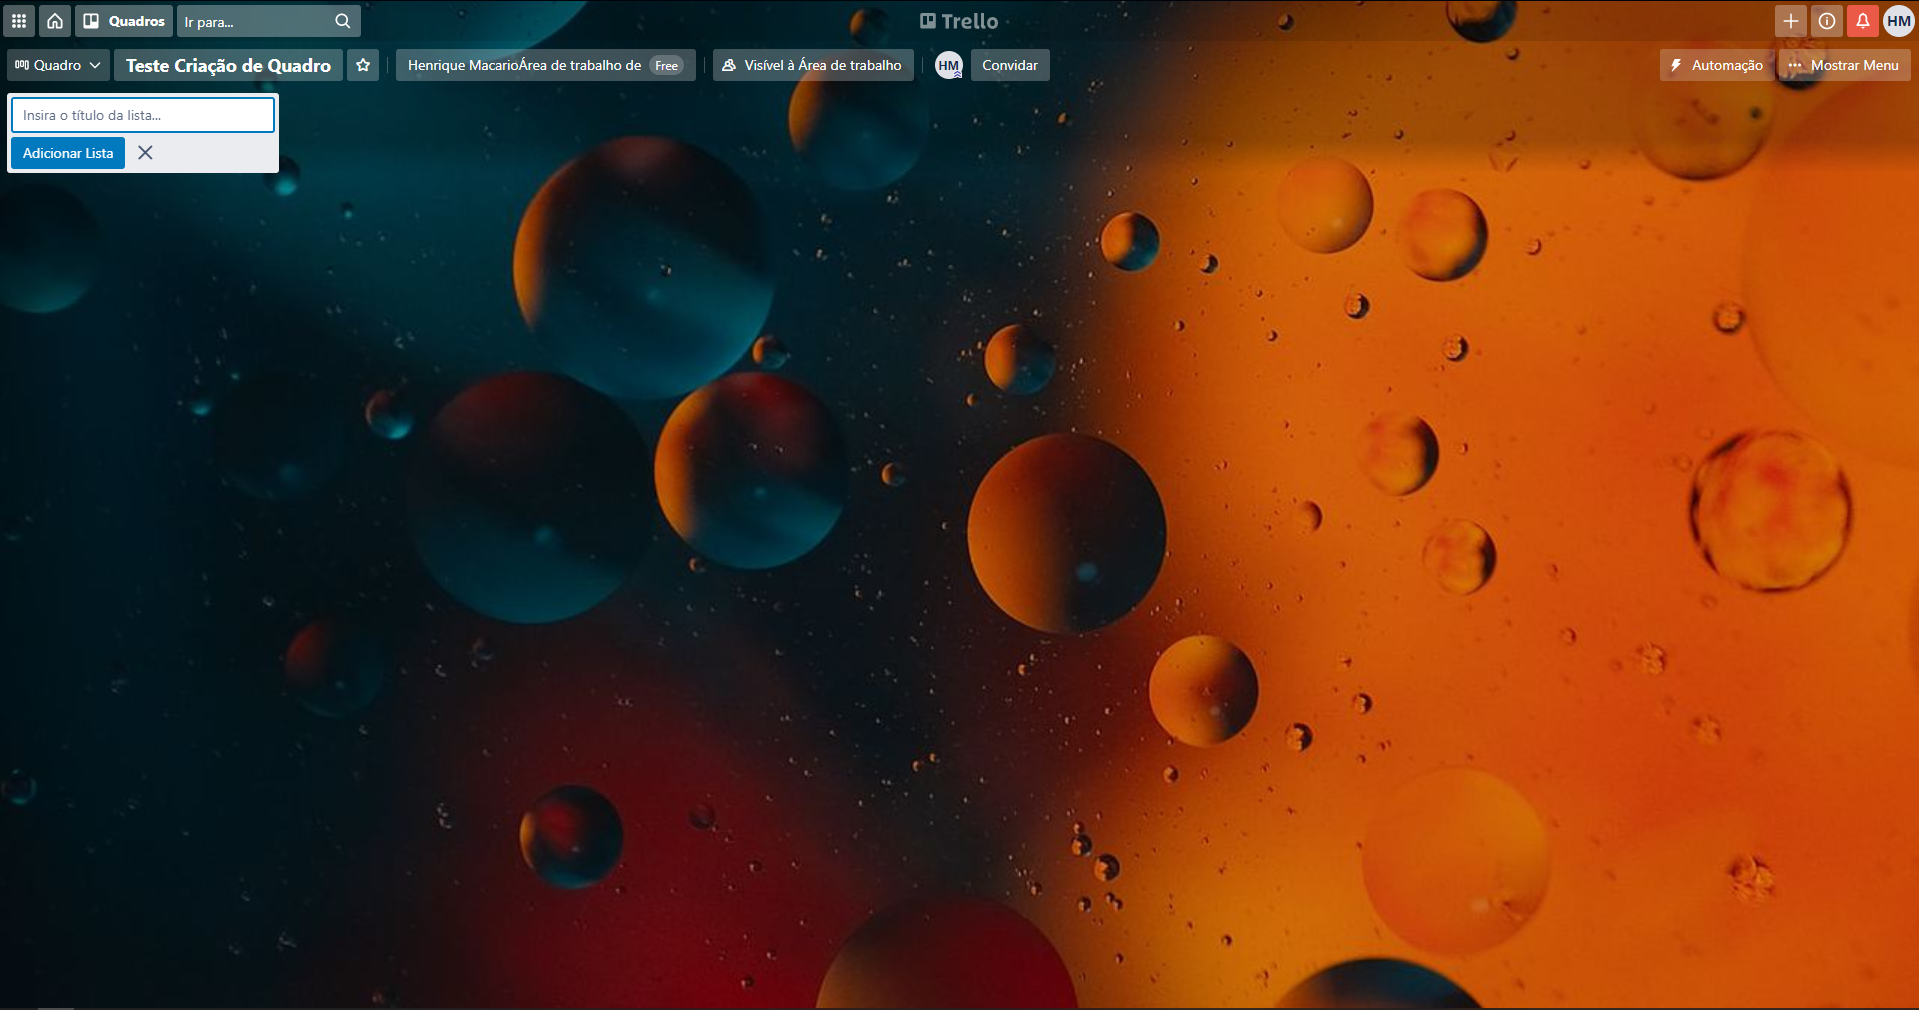 Quadros
Ir para...
Trello
HM
Quadro
Teste Criação de Quadro
Henrique MacarioÁrea de trabalho de Free
Visível à Área de trabalho
HM
Convidar
Automação
Mostrar Menu
Insira o título da lista...
Adicionar Lista